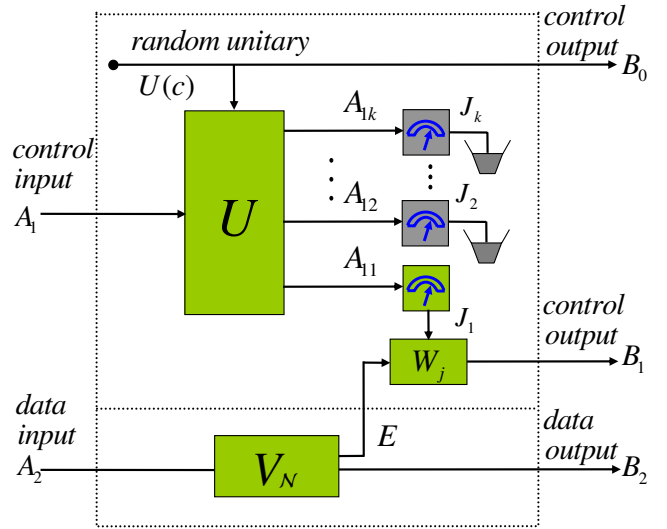 control
output
random unitary
B₀
U(c)
A₁ₖ
Jₖ
control
input
A₁
U
A₁₂
J₂
A₁₁
J₁
control
output
Wⱼ
B₁
data
input
E
data
output
A₂
V_𝒩
B₂